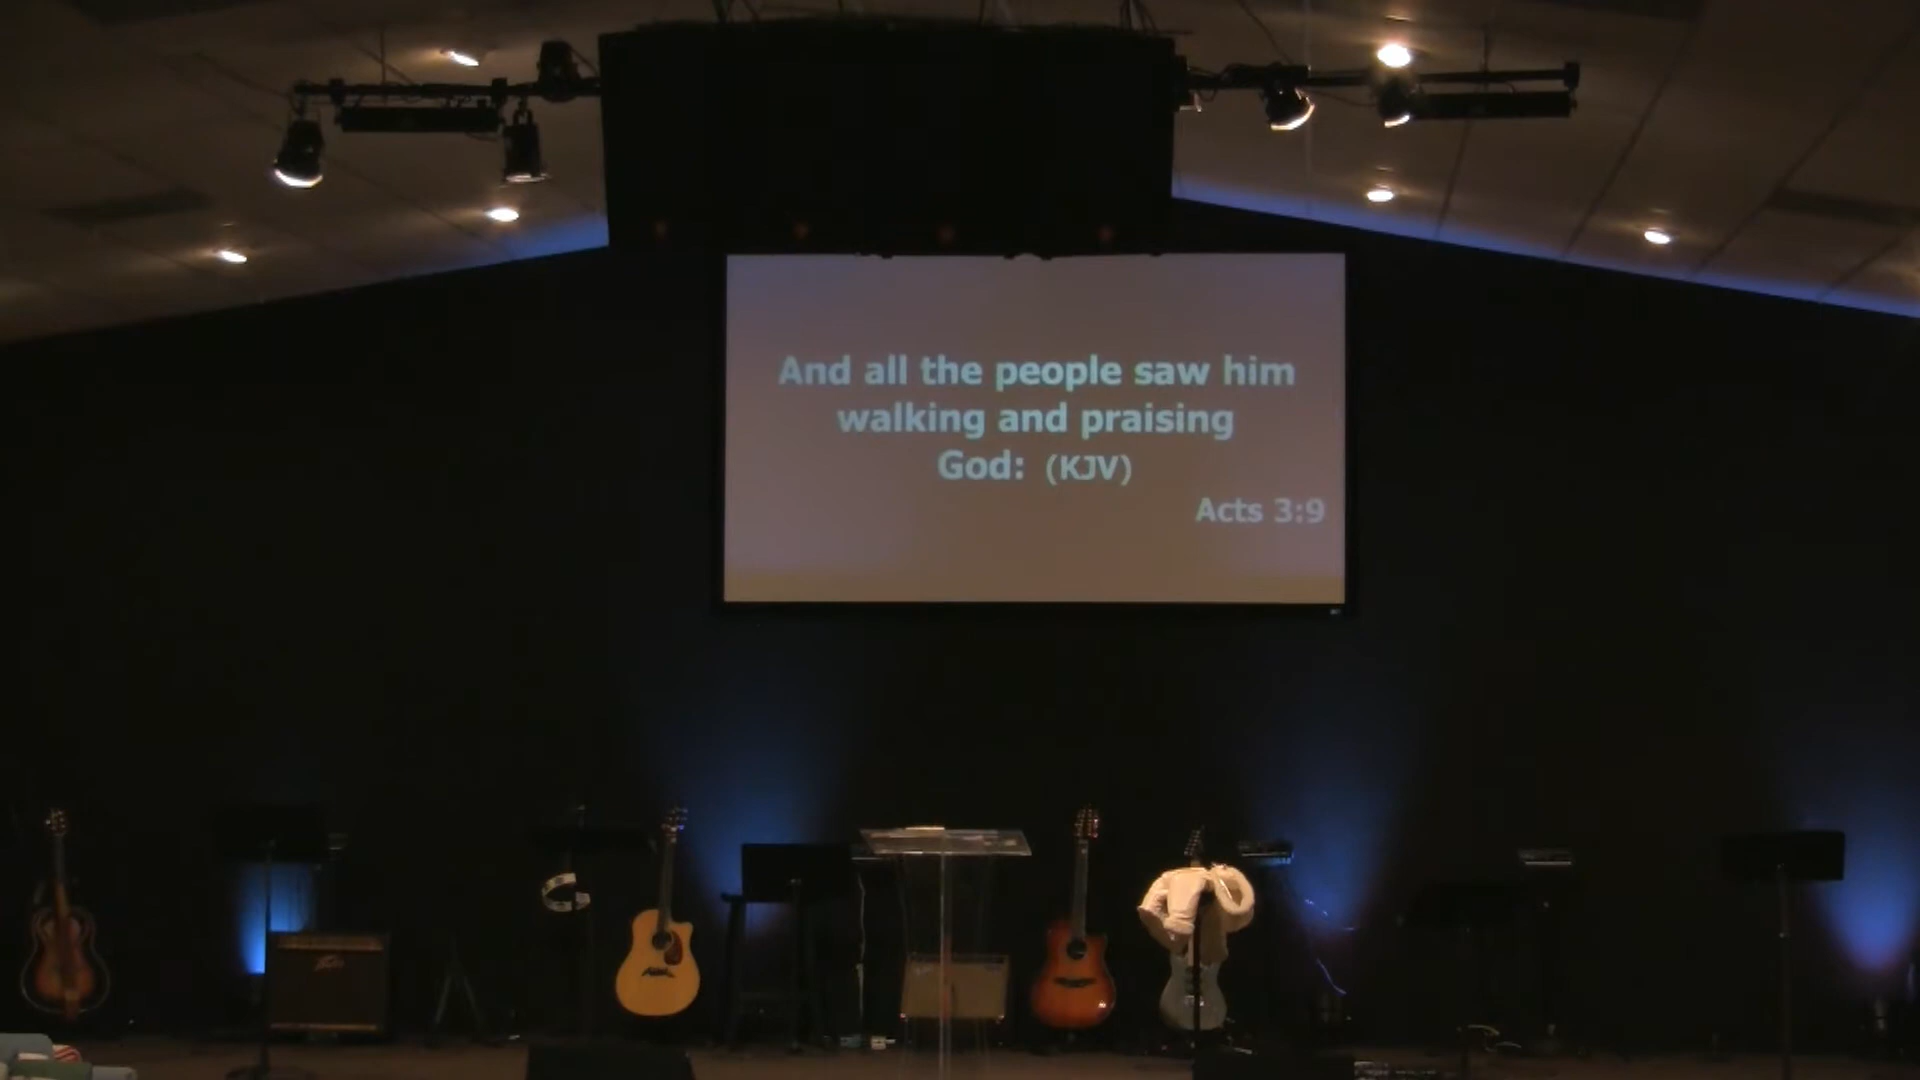 And all the people saw him
walking and praising
God: (KJV)
Acts 3:9